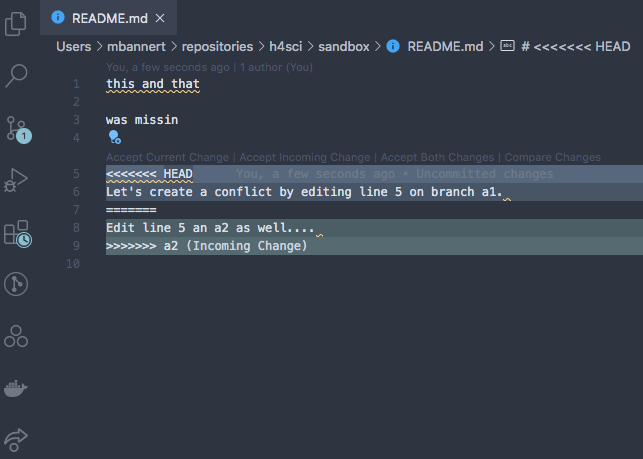 README.md
Users > mbannert > repositories > h4sci > sandbox > README.md > # <<<<<<< HEAD
You, a few seconds ago | 1 author (You)
1 this and that
2
3 was missin
4
Accept Current Change | Accept Incoming Change | Accept Both Changes | Compare Changes
5 <<<<<<< HEAD You, a few seconds ago • Uncommitted changes
6 Let's create a conflict by editing line 5 on branch a1.
7 =======
8 Edit line 5 an a2 as well....
9 >>>>>>> a2 (Incoming Change)
10
1